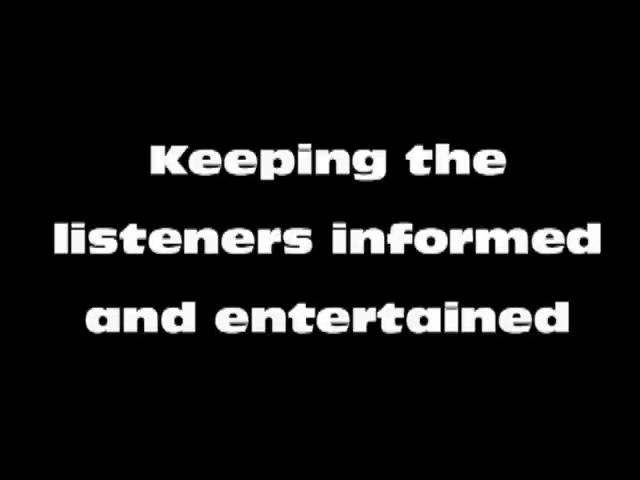 Keeping the
listeners informed
and entertained